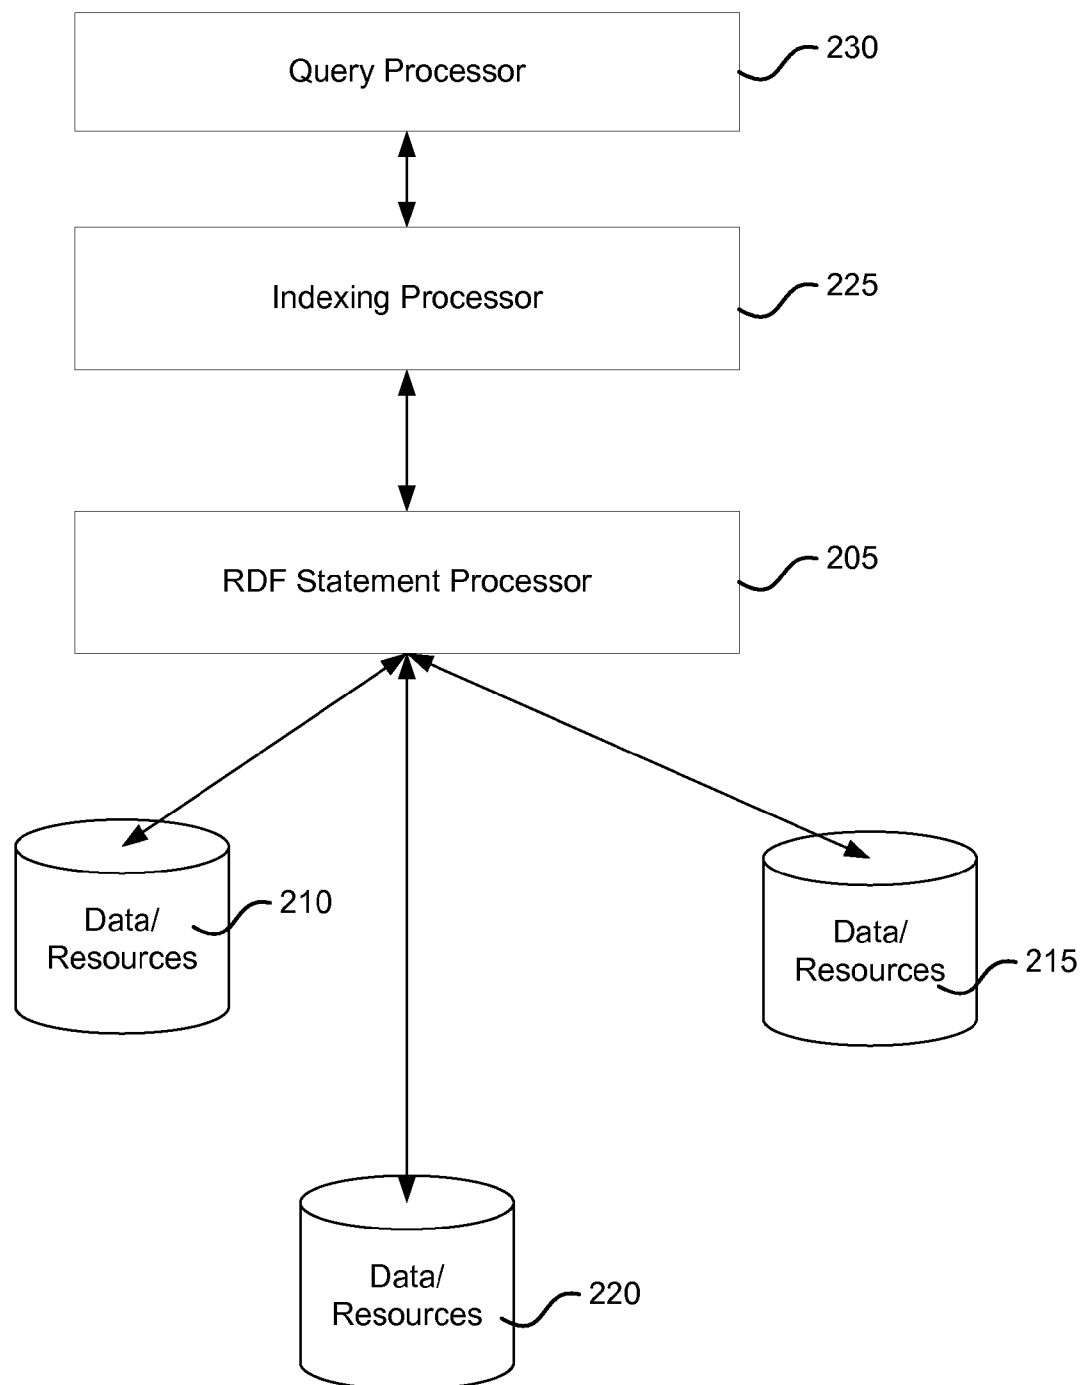 Query Processor
230
Indexing Processor
225
RDF Statement Processor
205
Data/
Resources
210
Data/
Resources
215
Data/
Resources
220